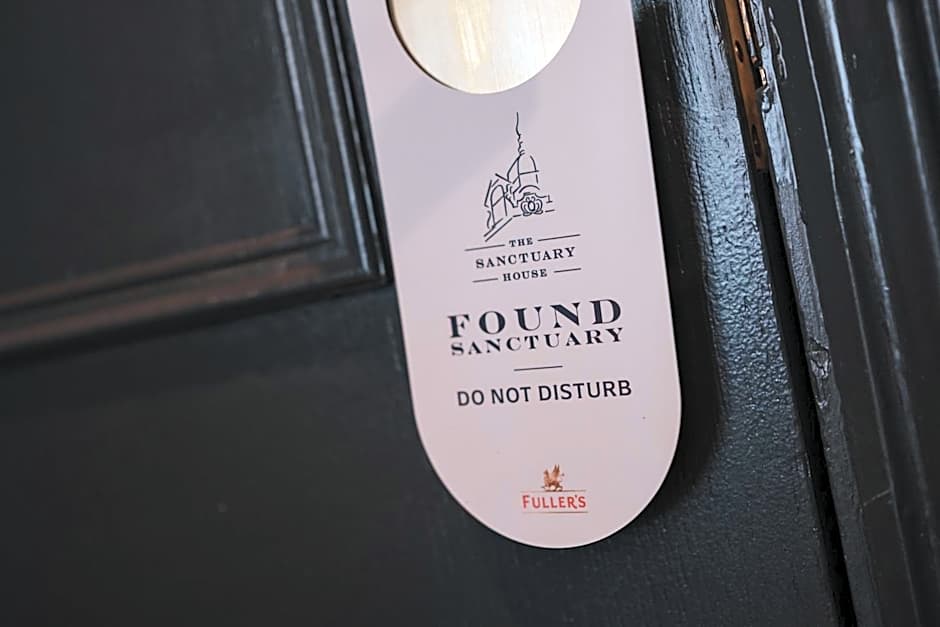 THE
SANCTUARY
HOUSE
FOUND
SANCTUARY
DO NOT DISTURB
FULLER'S